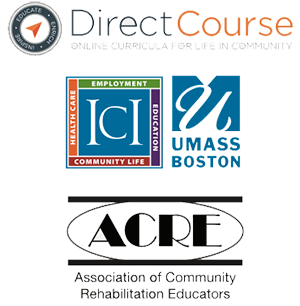 EDUCATE
ENRICH
INSPIRE
DirectCourse
ONLINE CURRICULA FOR LIFE IN COMMUNITY
EMPLOYMENT
HEALTH CARE
ICI
EDUCATION
COMMUNITY LIFE
U
UMASS
BOSTON
ACRE
Association of Community
Rehabilitation Educators